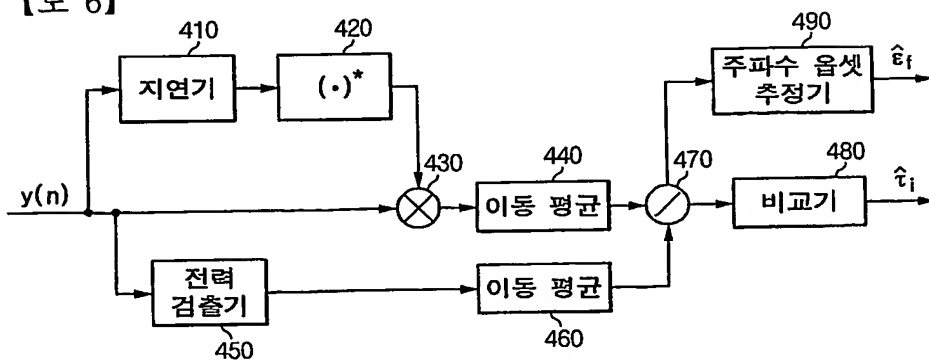 【도 6】
410
420
490
지연기
(·)*
주파수 옵셋
추정기
ε̂f
430
440
470
480
y(n)
이동 평균
비교기
τ̂i
전력
검출기
이동 평균
450
460